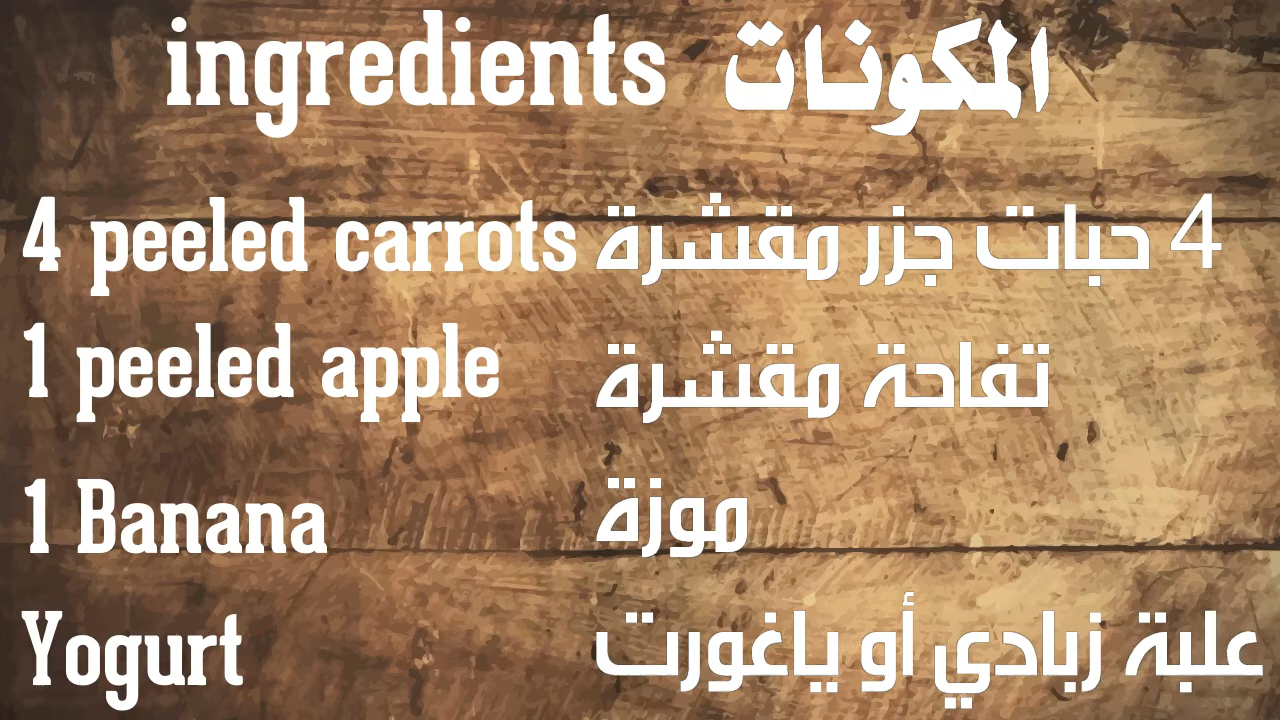 ingredients المكونات
4 peeled carrots 4 حبات جزر مقشرة
1 peeled apple تفاحة مقشرة
1 Banana موزة
Yogurt علبة زبادي أو ياغورت